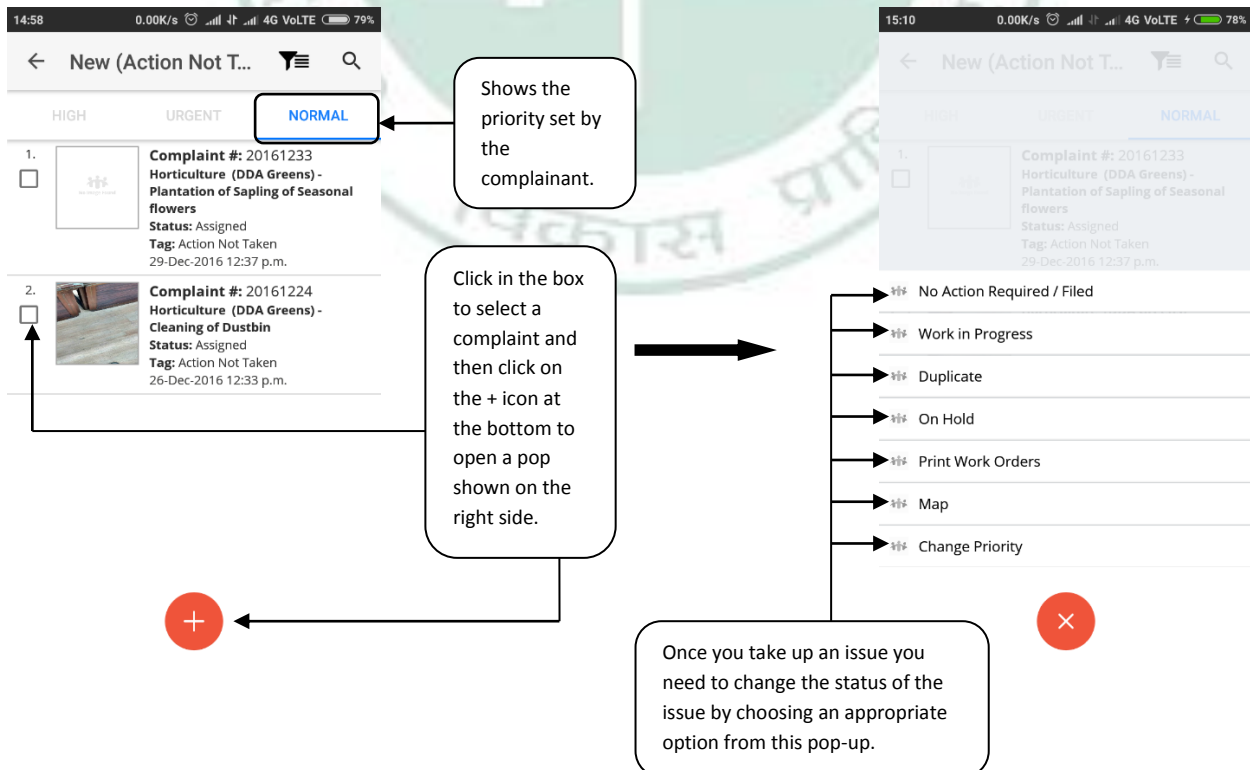 14:58 0.00K/s 4G VoLTE 79%
New (Action Not T...
HIGH URGENT NORMAL
1.
Complaint #: 20161233
Horticulture (DDA Greens) -
Plantation of Sapling of Seasonal
flowers
Status: Assigned
Tag: Action Not Taken
29-Dec-2016 12:37 p.m.
2.
Complaint #: 20161224
Horticulture (DDA Greens) -
Cleaning of Dustbin
Status: Assigned
Tag: Action Not Taken
26-Dec-2016 12:33 p.m.
+
Shows the
priority set by
the
complainant.
Click in the box
to select a
complaint and
then click on
the + icon at
the bottom to
open a pop
shown on the
right side.
विकास
15:10 0.00K/s 4G VoLTE 78%
New (Action Not T...
HIGH URGENT NORMAL
1.
Complaint #: 20161233
Horticulture (DDA Greens) -
Plantation of Sapling of Seasonal
flowers
Status: Assigned
Tag: Action Not Taken
29-Dec-2016 12:37 p.m.
No Action Required / Filed
Work in Progress
Duplicate
On Hold
Print Work Orders
Map
Change Priority
Once you take up an issue you
need to change the status of the
issue by choosing an appropriate
option from this pop-up.